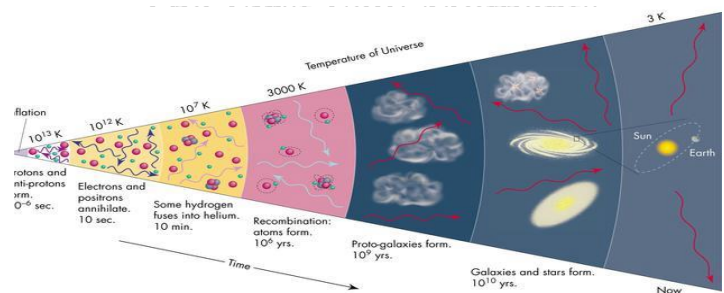 Temperature of Universe
3 K
3000 K
10⁷ K
10¹² K
10¹³ K
flation
rotons and
nti-protons
rm.
0⁻⁶ sec.
Electrons and
positrons
annihilate.
10 sec.
Some hydrogen
fuses into helium.
10 min.
Recombination:
atoms form.
10⁶ yrs.
Proto-galaxies form.
10⁹ yrs.
Galaxies and stars form.
10¹⁰ yrs.
Now
Sun
Earth
Time